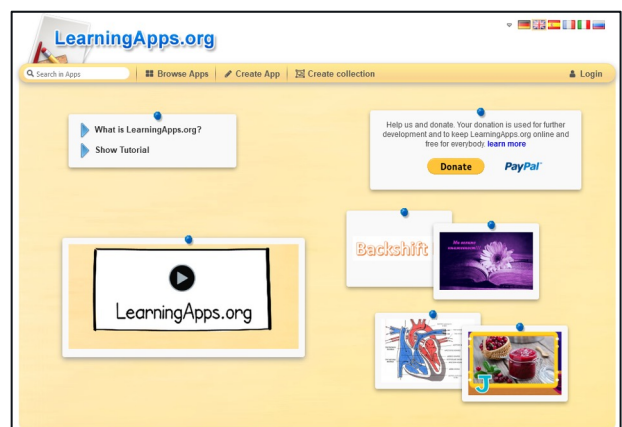 LearningApps.org
Search in Apps
Browse Apps
Create App
Create collection
Login
What is LearningApps.org?
Show Tutorial
Help us and donate. Your donation is used for further
development and to keep LearningApps.org online and
free for everybody. learn more
Donate
PayPal
Backshift
LearningApps.org
J